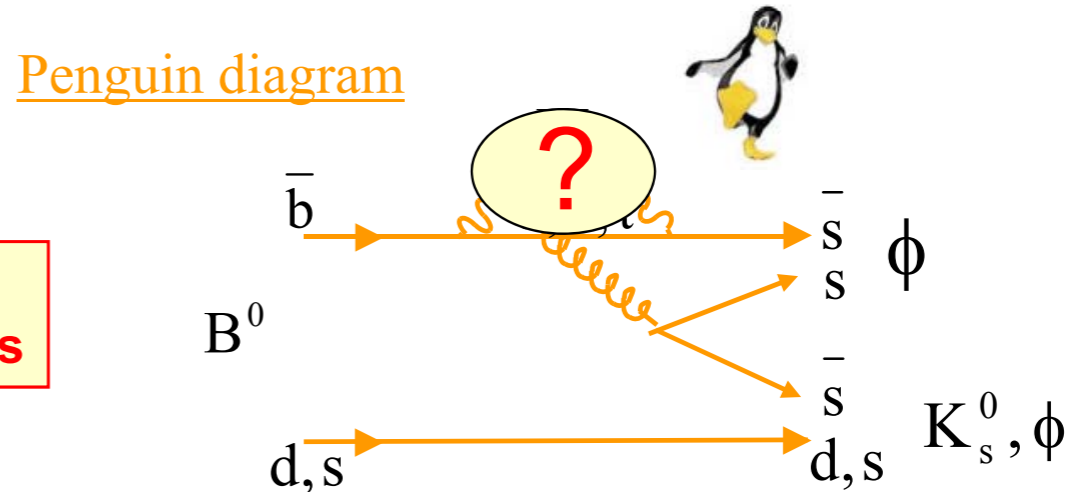 Penguin diagram
?
b̅
s̅
s
ϕ
s
B⁰
s̅
K⁰ₛ, ϕ
d, s
d, s